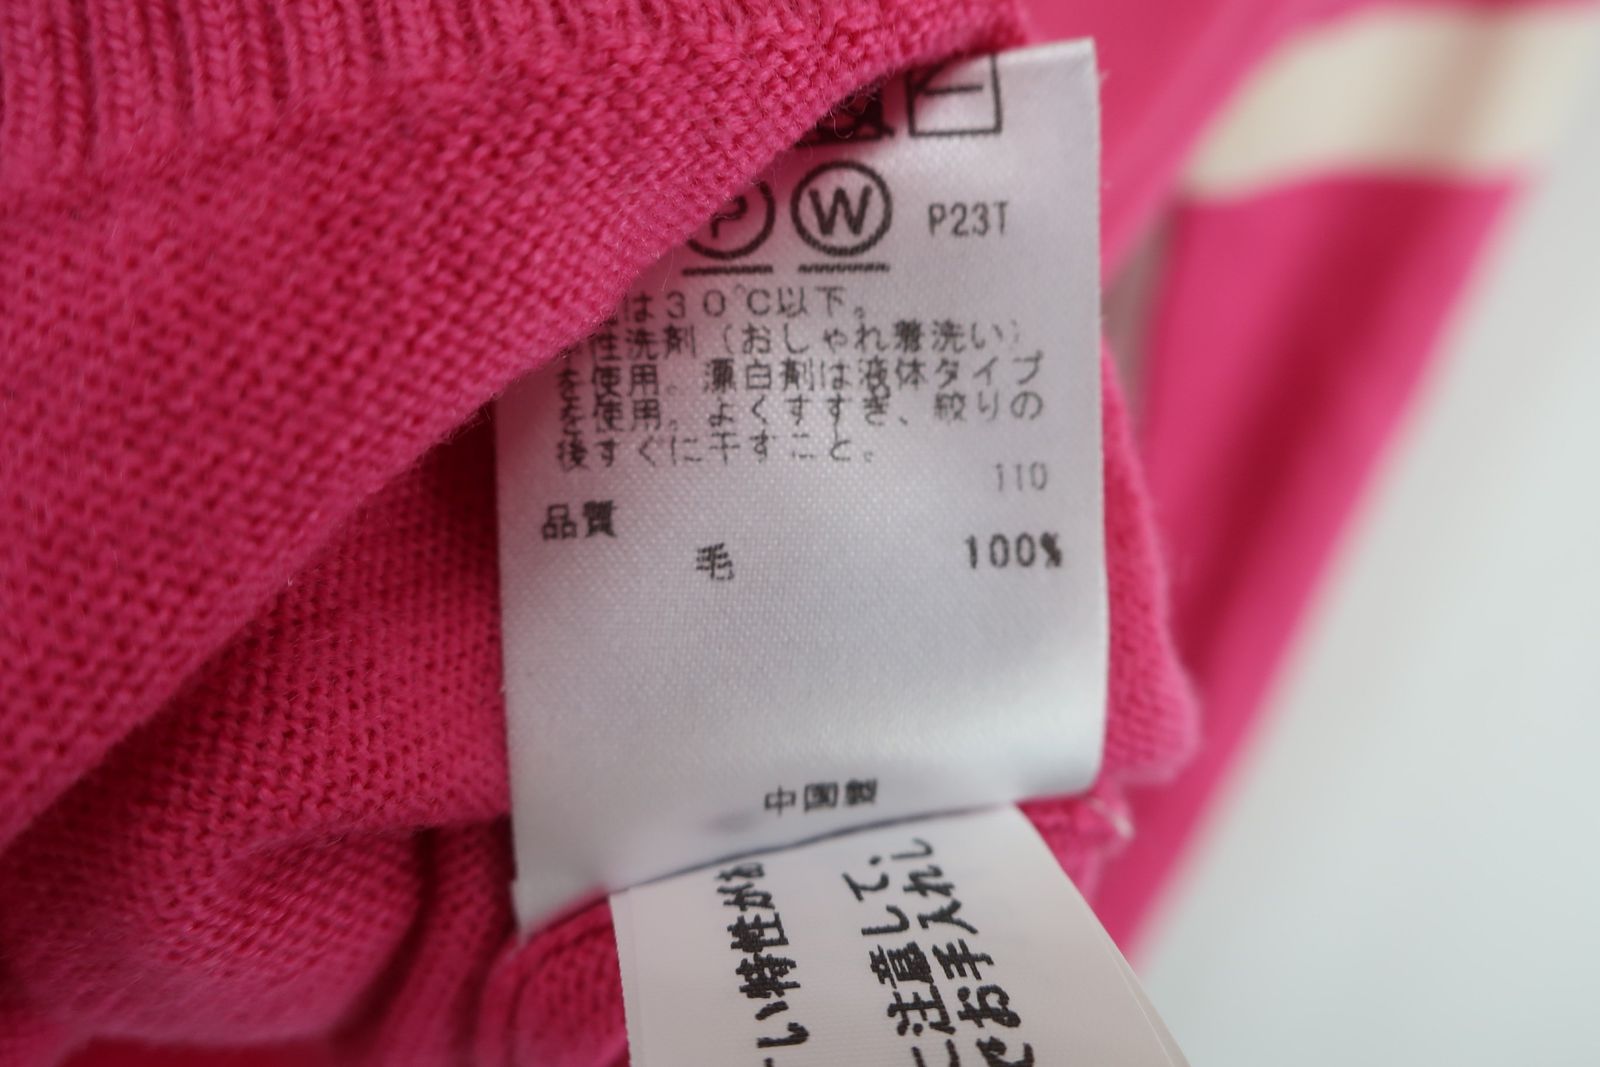 P W P23T
は30℃以下。
性洗剤(おしゃれ着洗い)
を使用。漂白剤は液体タイプ
を使用。よくすすぎ、絞りの
後すぐに干すこと。
110
品質
毛 100%
中国製
して、
ご注意
お手入れし
い特性があ